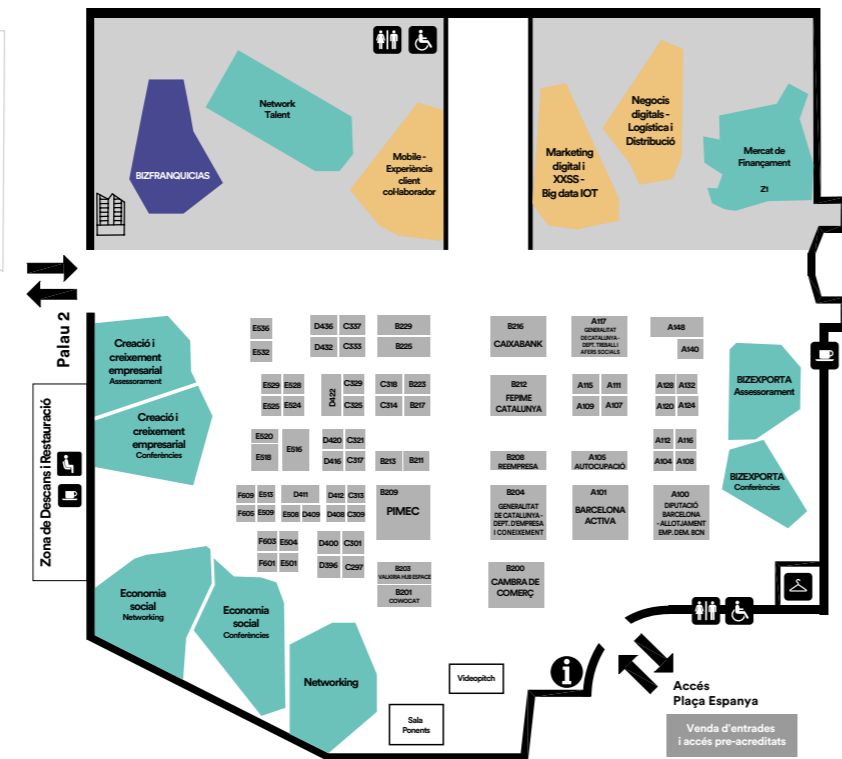 Network
Talent
BIZFRANQUICIAS
Mobile -
Experiència
client
col·laborador
Marketing
digital i
XXSS -
Big data IOT
Negocis
digitals -
Logística i
Distribució
Mercat de
Finançament
Z1
Palau 2
Zona de Descans i Restauració
Creació i
creixement
empresarial
Assessorament
Creació i
creixement
empresarial
Conferències
E536
E532
D436 C337
D432 C333
B229
B225
B216
CAIXABANK
A117
GENERALITAT
DE CATALUNYA -
DEPT. TREBALL I
AFERS SOCIALS
A148
A140
E529 E528
E525 E524
D422
C329
C325
C318 B223
C314 B217
B212
FEPIME
CATALUNYA
A115 A111
A109 A107
A128 A132
A120 A124
BIZEXPORTA
Assessorament
E520
E518
E516
D420 C321
D416 C317
B213 B211
B208
REEMPRESA
A105
AUTOCUPACIÓ
A112 A116
A104 A108
BIZEXPORTA
Conferències
F609 E513
F605 E509
D411
E508 D409
D412 C313
D408 C309
B209
PIMEC
B204
GENERALITAT
DE CATALUNYA -
DEPT. D'EMPRESA
I CONEIXEMENT
A101
BARCELONA
ACTIVA
A100
DIPUTACIÓ
BARCELONA
- ALLOTJAMENT
EMP. DEM. BCN
F603 E504
F601 E501
D400 C301
D396 C297
B203
VALKIRIA HUB ESPACE
B201
COWOCAT
B200
CAMBRA DE
COMERÇ
Economia
social
Networking
Economia
social
Conferències
Networking
Videopitch
Sala
Ponents
i
Accés
Plaça Espanya
Venda d'entrades
i accés pre-acreditats